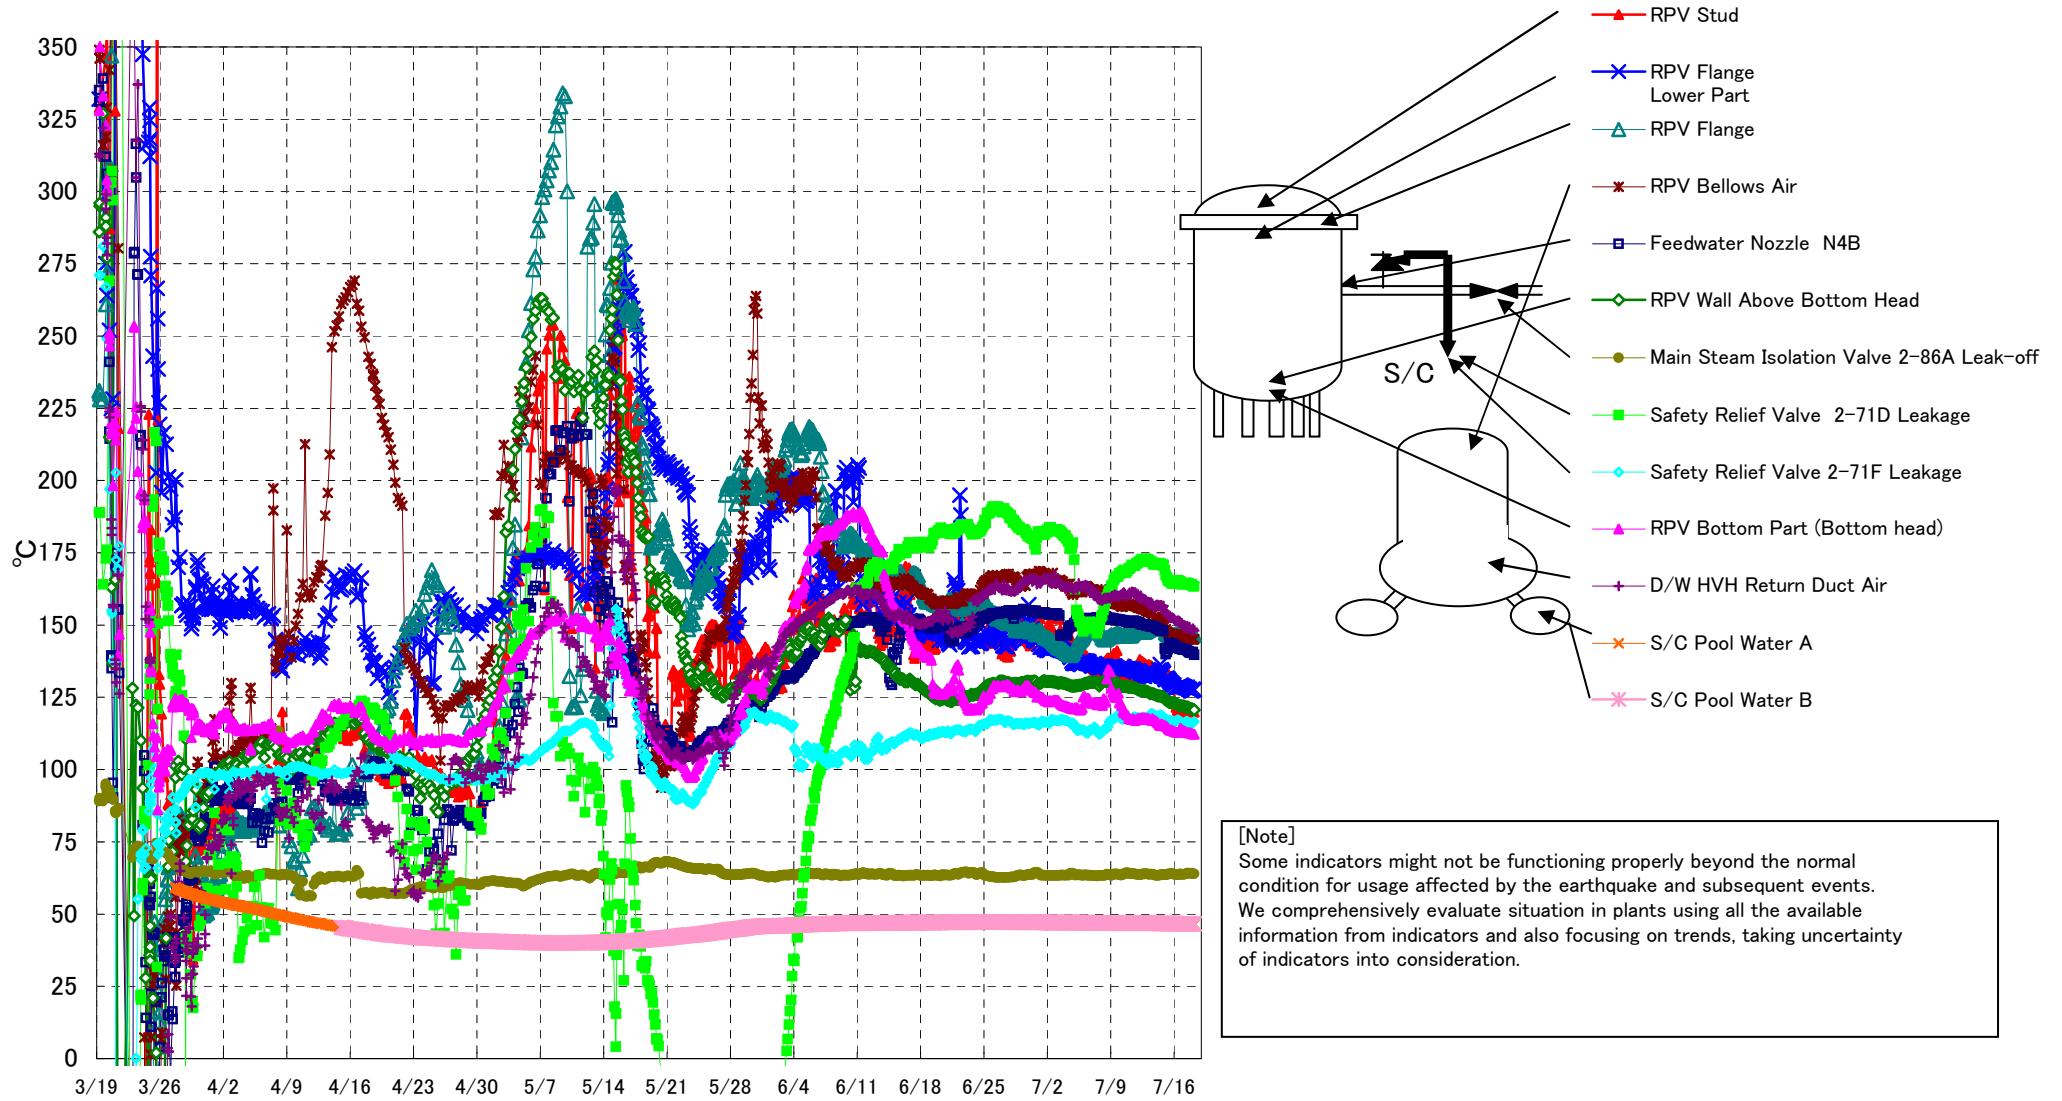 350
325
300
275
250
225
200
175
150
125
100
75
50
25
0
℃
3/19 3/26 4/2 4/9 4/16 4/23 4/30 5/7 5/14 5/21 5/28 6/4 6/11 6/18 6/25 7/2 7/9 7/16
RPV Stud
RPV Flange
Lower Part
RPV Flange
RPV Bellows Air
Feedwater Nozzle N4B
RPV Wall Above Bottom Head
Main Steam Isolation Valve 2-86A Leak-off
Safety Relief Valve 2-71D Leakage
Safety Relief Valve 2-71F Leakage
RPV Bottom Part (Bottom head)
D/W HVH Return Duct Air
S/C Pool Water A
S/C Pool Water B
S/C
[Note]
Some indicators might not be functioning properly beyond the normal
condition for usage affected by the earthquake and subsequent events.
We comprehensively evaluate situation in plants using all the available
information from indicators and also focusing on trends, taking uncertainty
of indicators into consideration.